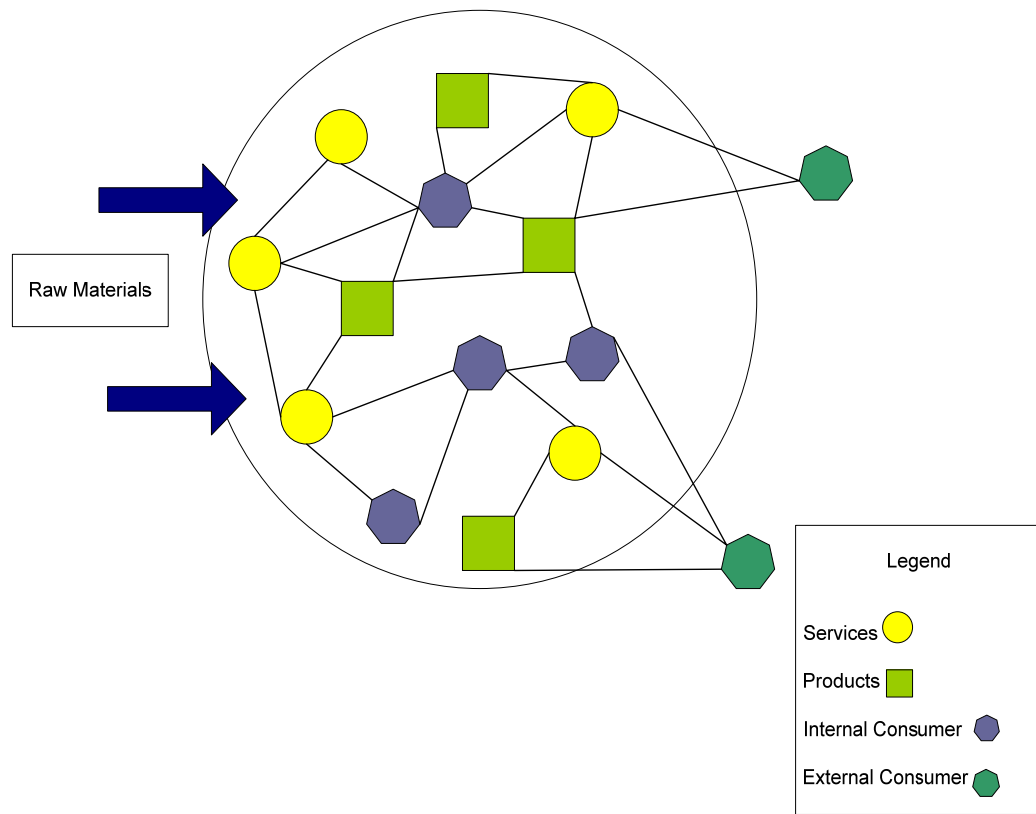 Raw Materials
Legend
Services
Products
Internal Consumer
External Consumer